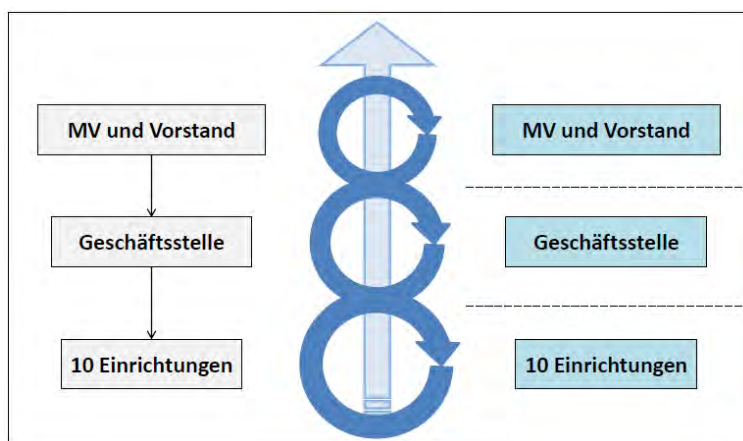 MV und Vorstand
Geschäftsstelle
10 Einrichtungen
MV und Vorstand
Geschäftsstelle
10 Einrichtungen